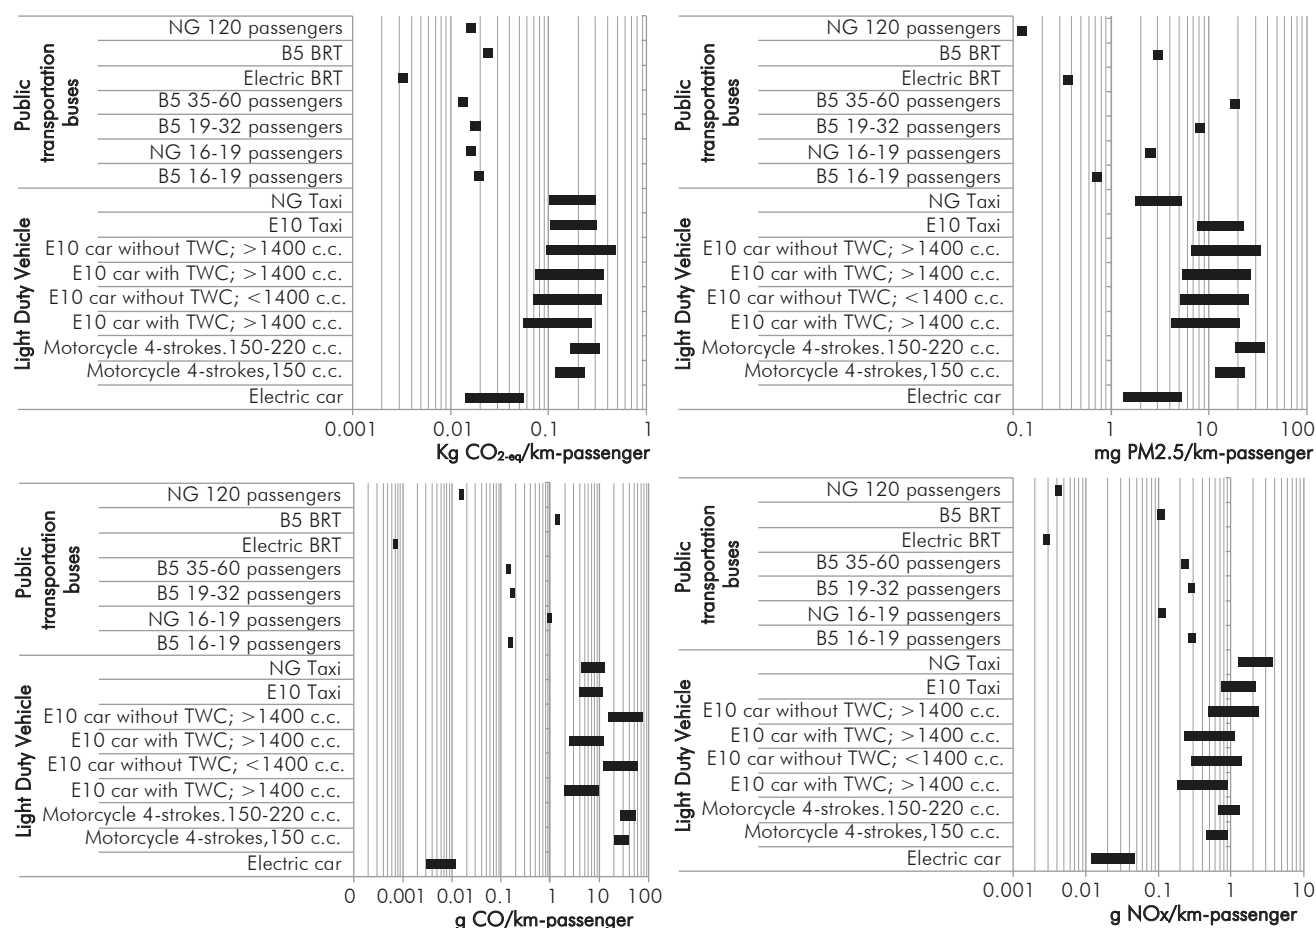 Public
transportation
buses
NG 120 passengers
B5 BRT
Electric BRT
B5 35-60 passengers
B5 19-32 passengers
NG 16-19 passengers
B5 16-19 passengers
Light Duty Vehicle
NG Taxi
E10 Taxi
E10 car without TWC; >1400 c.c.
E10 car with TWC; >1400 c.c.
E10 car without TWC; <1400 c.c.
E10 car with TWC; >1400 c.c.
Motorcycle 4-strokes.150-220 c.c.
Motorcycle 4-strokes,150 c.c.
Electric car
0.001 0.01 0.1 1
Kg CO2-eq/km-passenger
Public
transportation
buses
NG 120 passengers
B5 BRT
Electric BRT
B5 35-60 passengers
B5 19-32 passengers
NG 16-19 passengers
B5 16-19 passengers
Light Duty Vehicle
NG Taxi
E10 Taxi
E10 car without TWC; >1400 c.c.
E10 car with TWC; >1400 c.c.
E10 car without TWC; <1400 c.c.
E10 car with TWC; >1400 c.c.
Motorcycle 4-strokes.150-220 c.c.
Motorcycle 4-strokes,150 c.c.
Electric car
0.1 1 10 100
mg PM2.5/km-passenger
Public
transportation
buses
NG 120 passengers
B5 BRT
Electric BRT
B5 35-60 passengers
B5 19-32 passengers
NG 16-19 passengers
B5 16-19 passengers
Light Duty Vehicle
NG Taxi
E10 Taxi
E10 car without TWC; >1400 c.c.
E10 car with TWC; >1400 c.c.
E10 car without TWC; <1400 c.c.
E10 car with TWC; >1400 c.c.
Motorcycle 4-strokes.150-220 c.c.
Motorcycle 4-strokes,150 c.c.
Electric car
0 0.001 0.01 0.1 1 10 100
g CO/km-passenger
Public
transportation
buses
NG 120 passengers
B5 BRT
Electric BRT
B5 35-60 passengers
B5 19-32 passengers
NG 16-19 passengers
B5 16-19 passengers
Light Duty Vehicle
NG Taxi
E10 Taxi
E10 car without TWC; >1400 c.c.
E10 car with TWC; >1400 c.c.
E10 car without TWC; <1400 c.c.
E10 car with TWC; >1400 c.c.
Motorcycle 4-strokes.150-220 c.c.
Motorcycle 4-strokes,150 c.c.
Electric car
0.001 0.01 0.1 1 10
g NOx/km-passenger